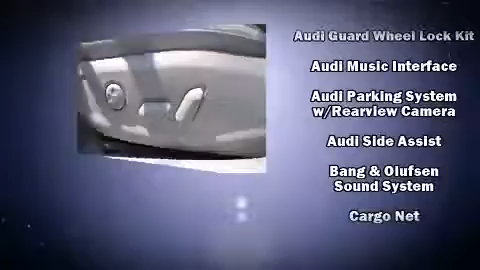 Audi Guard Wheel Lock Kit
Audi Music Interface
Audi Parking System
w/Rearview Camera
Audi Side Assist
Bang & Olufsen
Sound System
Cargo Net